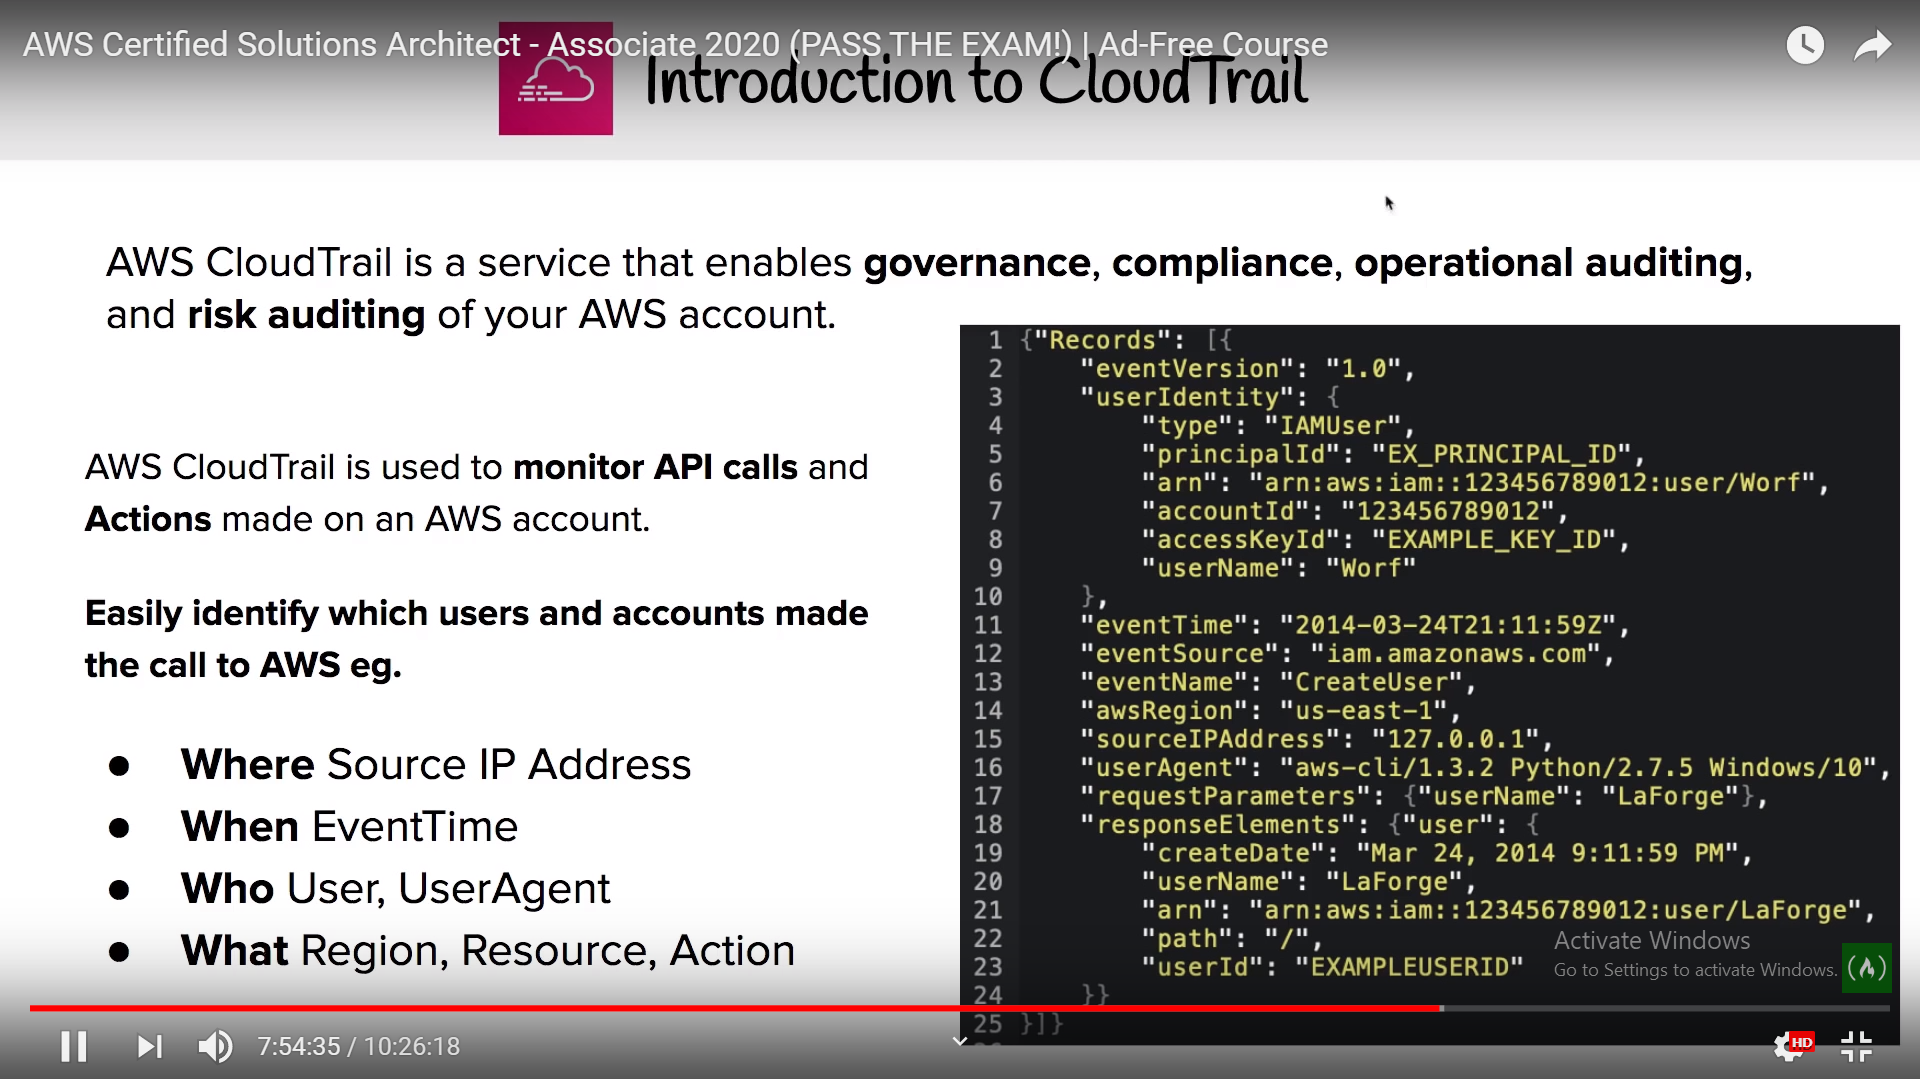 AWS Certified Solutions Architect - Associate 2020 (PASS THE EXAM!) | Ad-Free Course
Introduction to CloudTrail
AWS CloudTrail is a service that enables governance, compliance, operational auditing,
and risk auditing of your AWS account.
AWS CloudTrail is used to monitor API calls and
Actions made on an AWS account.
Easily identify which users and accounts made
the call to AWS eg.
● Where Source IP Address
● When EventTime
● Who User, UserAgent
● What Region, Resource, Action
1 {"Records": [{
2 "eventVersion": "1.0",
3 "userIdentity": {
4 "type": "IAMUser",
5 "principalId": "EX_PRINCIPAL_ID",
6 "arn": "arn:aws:iam::123456789012:user/Worf",
7 "accountId": "123456789012",
8 "accessKeyId": "EXAMPLE_KEY_ID",
9 "userName": "Worf"
10 },
11 "eventTime": "2014-03-24T21:11:59Z",
12 "eventSource": "iam.amazonaws.com",
13 "eventName": "CreateUser",
14 "awsRegion": "us-east-1",
15 "sourceIPAddress": "127.0.0.1",
16 "userAgent": "aws-cli/1.3.2 Python/2.7.5 Windows/10",
17 "requestParameters": {"userName": "LaForge"},
18 "responseElements": {"user": {
19 "createDate": "Mar 24, 2014 9:11:59 PM",
20 "userName": "LaForge",
21 "arn": "arn:aws:iam::123456789012:user/LaForge",
22 "path": "/",
23 "userId": "EXAMPLEUSERID"
24 }}
25 }]}
Activate Windows
Go to Settings to activate Windows.
7:54:35 / 10:26:18
HD